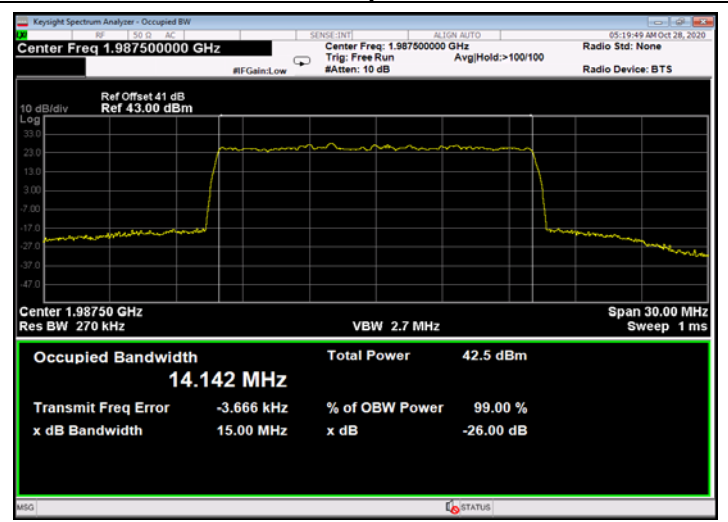 Keysight Spectrum Analyzer - Occupied BW
RF 50 Ω AC SENSE:INT ALIGN AUTO 05:19:49 AM Oct 28, 2020
Center Freq 1.987500000 GHz Center Freq: 1.987500000 GHz Radio Std: None
Trig: Free Run Avg|Hold:>100/100
#IFGain:Low #Atten: 10 dB Radio Device: BTS
Ref Offset 41 dB
10 dB/div Ref 43.00 dBm
Log
33.0
23.0
13.0
3.00
-7.00
-17.0
-27.0
-37.0
-47.0
Center 1.98750 GHz Span 30.00 MHz
Res BW 270 kHz VBW 2.7 MHz Sweep 1 ms
Occupied Bandwidth Total Power 42.5 dBm
14.142 MHz
Transmit Freq Error -3.666 kHz % of OBW Power 99.00 %
x dB Bandwidth 15.00 MHz x dB -26.00 dB
MSG STATUS